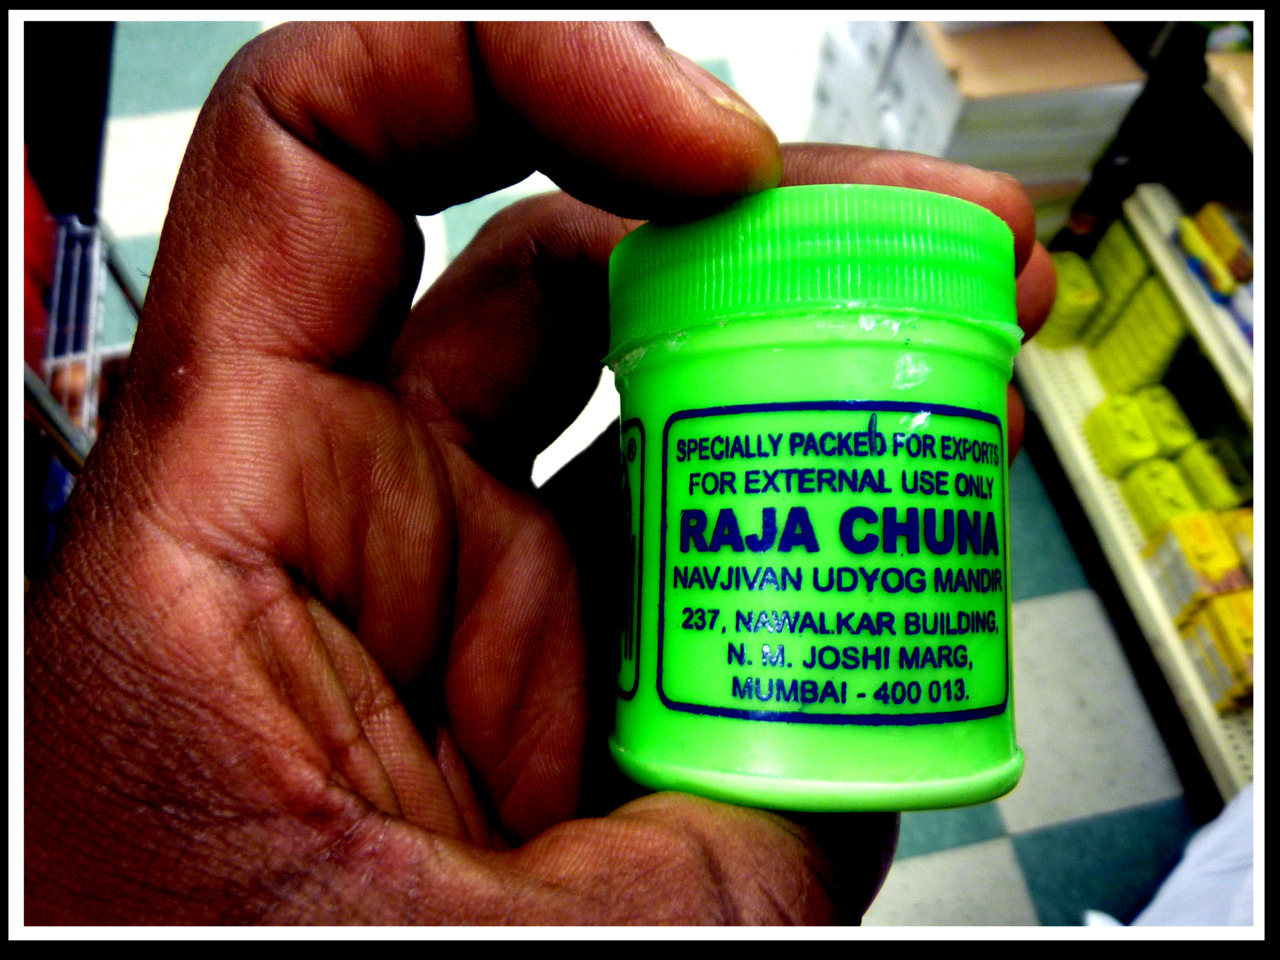 SPECIALLY PACKEb FOR EXPORTS
FOR EXTERNAL USE ONLY
RAJA CHUNA
NAVJIVAN UDYOG MANDIR
237, NAWALKAR BUILDING,
N. M. JOSHI MARG,
MUMBAI - 400 013.